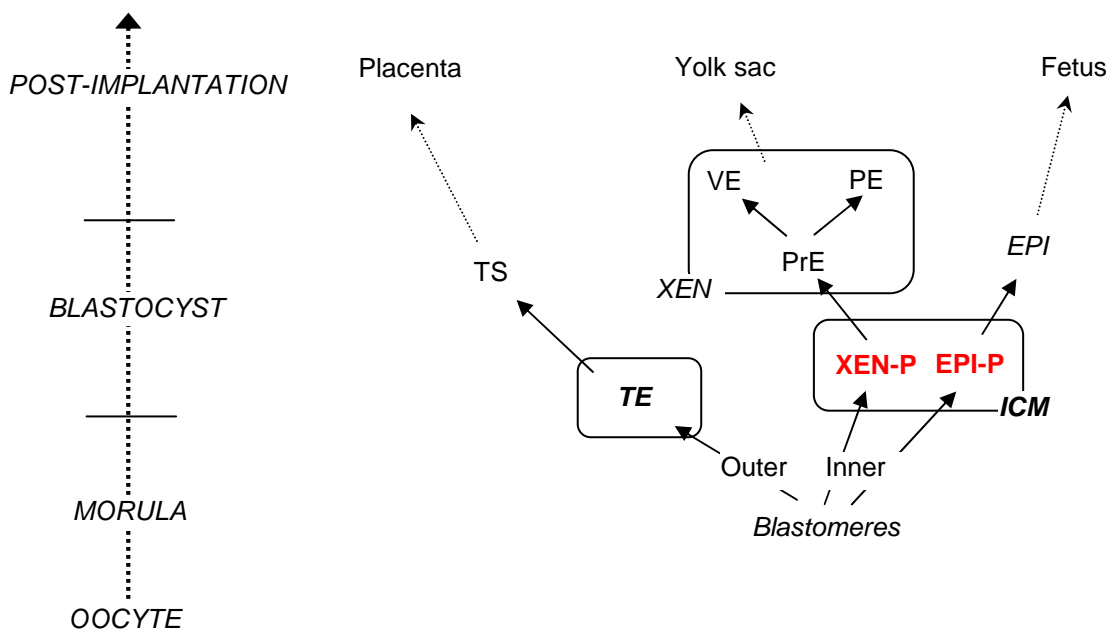 POST-IMPLANTATION
BLASTOCYST
MORULA
OOCYTE
Placenta
Yolk sac
Fetus
VE
PE
PrE
XEN
EPI
TS
TE
XEN-P
EPI-P
ICM
Outer
Inner
Blastomeres